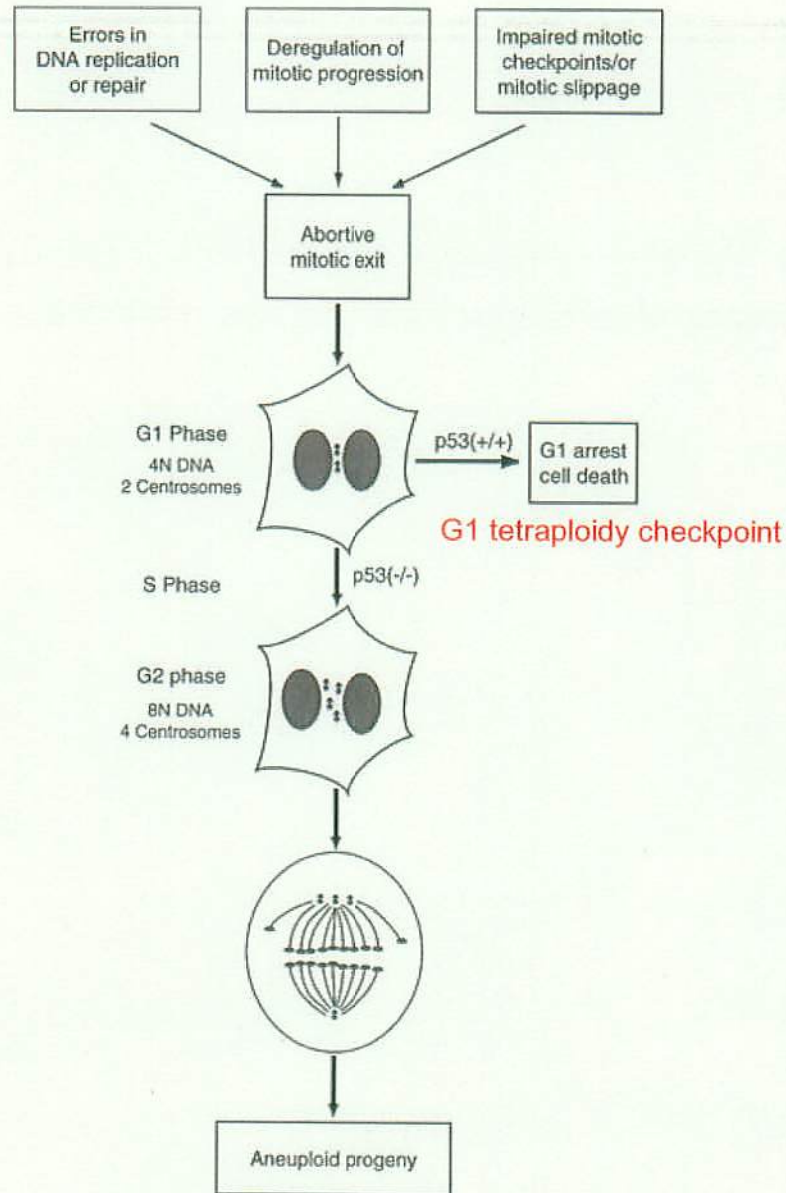 Errors in
DNA replication
or repair
Deregulation of
mitotic progression
Impaired mitotic
checkpoints/or
mitotic slippage
Abortive
mitotic exit
G1 Phase
4N DNA
2 Centrosomes
p53(+/+)
G1 arrest
cell death
G1 tetraploidy checkpoint
S Phase
p53(-/-)
G2 phase
8N DNA
4 Centrosomes
Aneuploid progeny